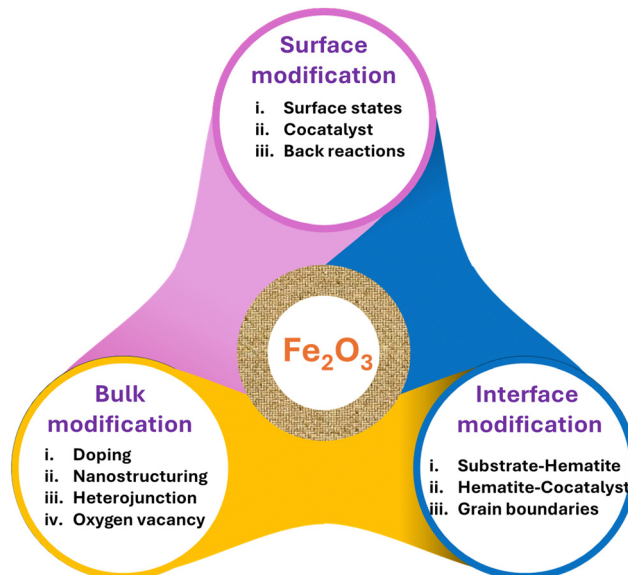 Surface
modification
i. Surface states
ii. Cocatalyst
iii. Back reactions
Fe₂O₃
Bulk
modification
i. Doping
ii. Nanostructuring
iii. Heterojunction
iv. Oxygen vacancy
Interface
modification
i. Substrate-Hematite
ii. Hematite-Cocatalyst
iii. Grain boundaries